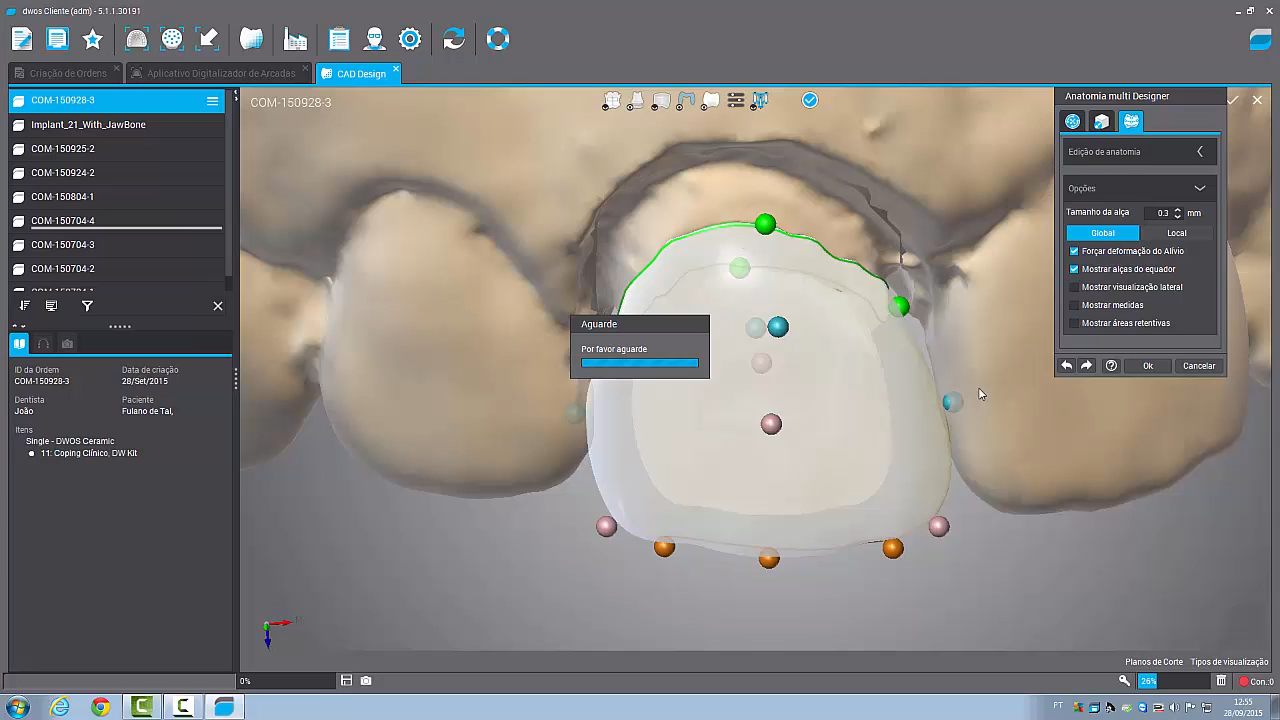 dwos Cliente (adm) - 5.1.1.30191
Criação de Ordens
Aplicativo Digitalizador de Arcadas
CAD Design
COM-150928-3
Implant_21_With_JawBone
COM-150925-2
COM-150924-2
COM-150804-1
COM-150704-4
COM-150704-3
COM-150704-2
COM-150704-1
ID da Ordem
COM-150928-3
Data de criação
28/Set/2015
Dentista
João
Paciente
Fulano de Tal,
Itens
Single - DWOS Ceramic
11: Coping Clínico, DW Kit
COM-150928-3
Aguarde
Por favor aguarde
Anatomia multi Designer
Edição de anatomia
Opções
Tamanho da alça 0.3 mm
Global Local
Forçar deformação do Alívio
Mostrar alças do equador
Mostrar visualização lateral
Mostrar medidas
Mostrar áreas retentivas
Ok Cancelar
Planos de Corte Tipos de visualização
0%
26%
Con.:0
PT
12:55
28/09/2015